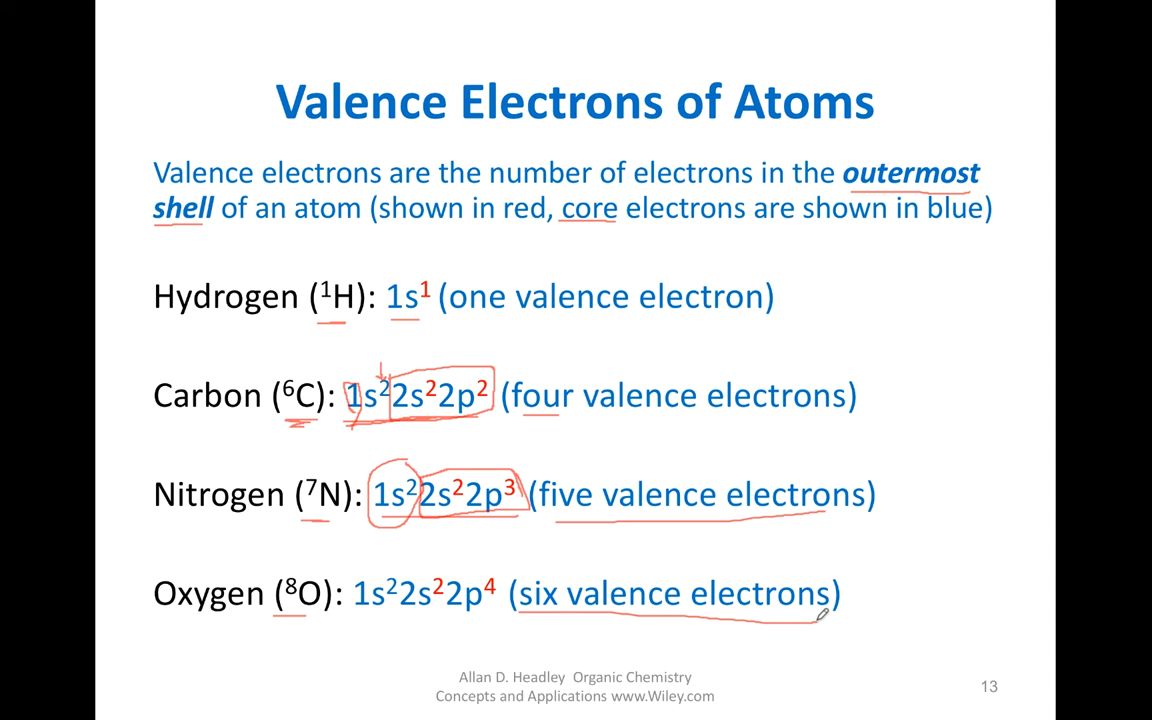 Valence Electrons of Atoms
Valence electrons are the number of electrons in the outermost
shell of an atom (shown in red, core electrons are shown in blue)
Hydrogen (¹H): 1s¹ (one valence electron)
Carbon (⁶C): 1s²2s²2p² (four valence electrons)
Nitrogen (⁷N): 1s²2s²2p³ (five valence electrons)
Oxygen (⁸O): 1s²2s²2p⁴ (six valence electrons)
Allan D. Headley Organic Chemistry
Concepts and Applications www.Wiley.com
13